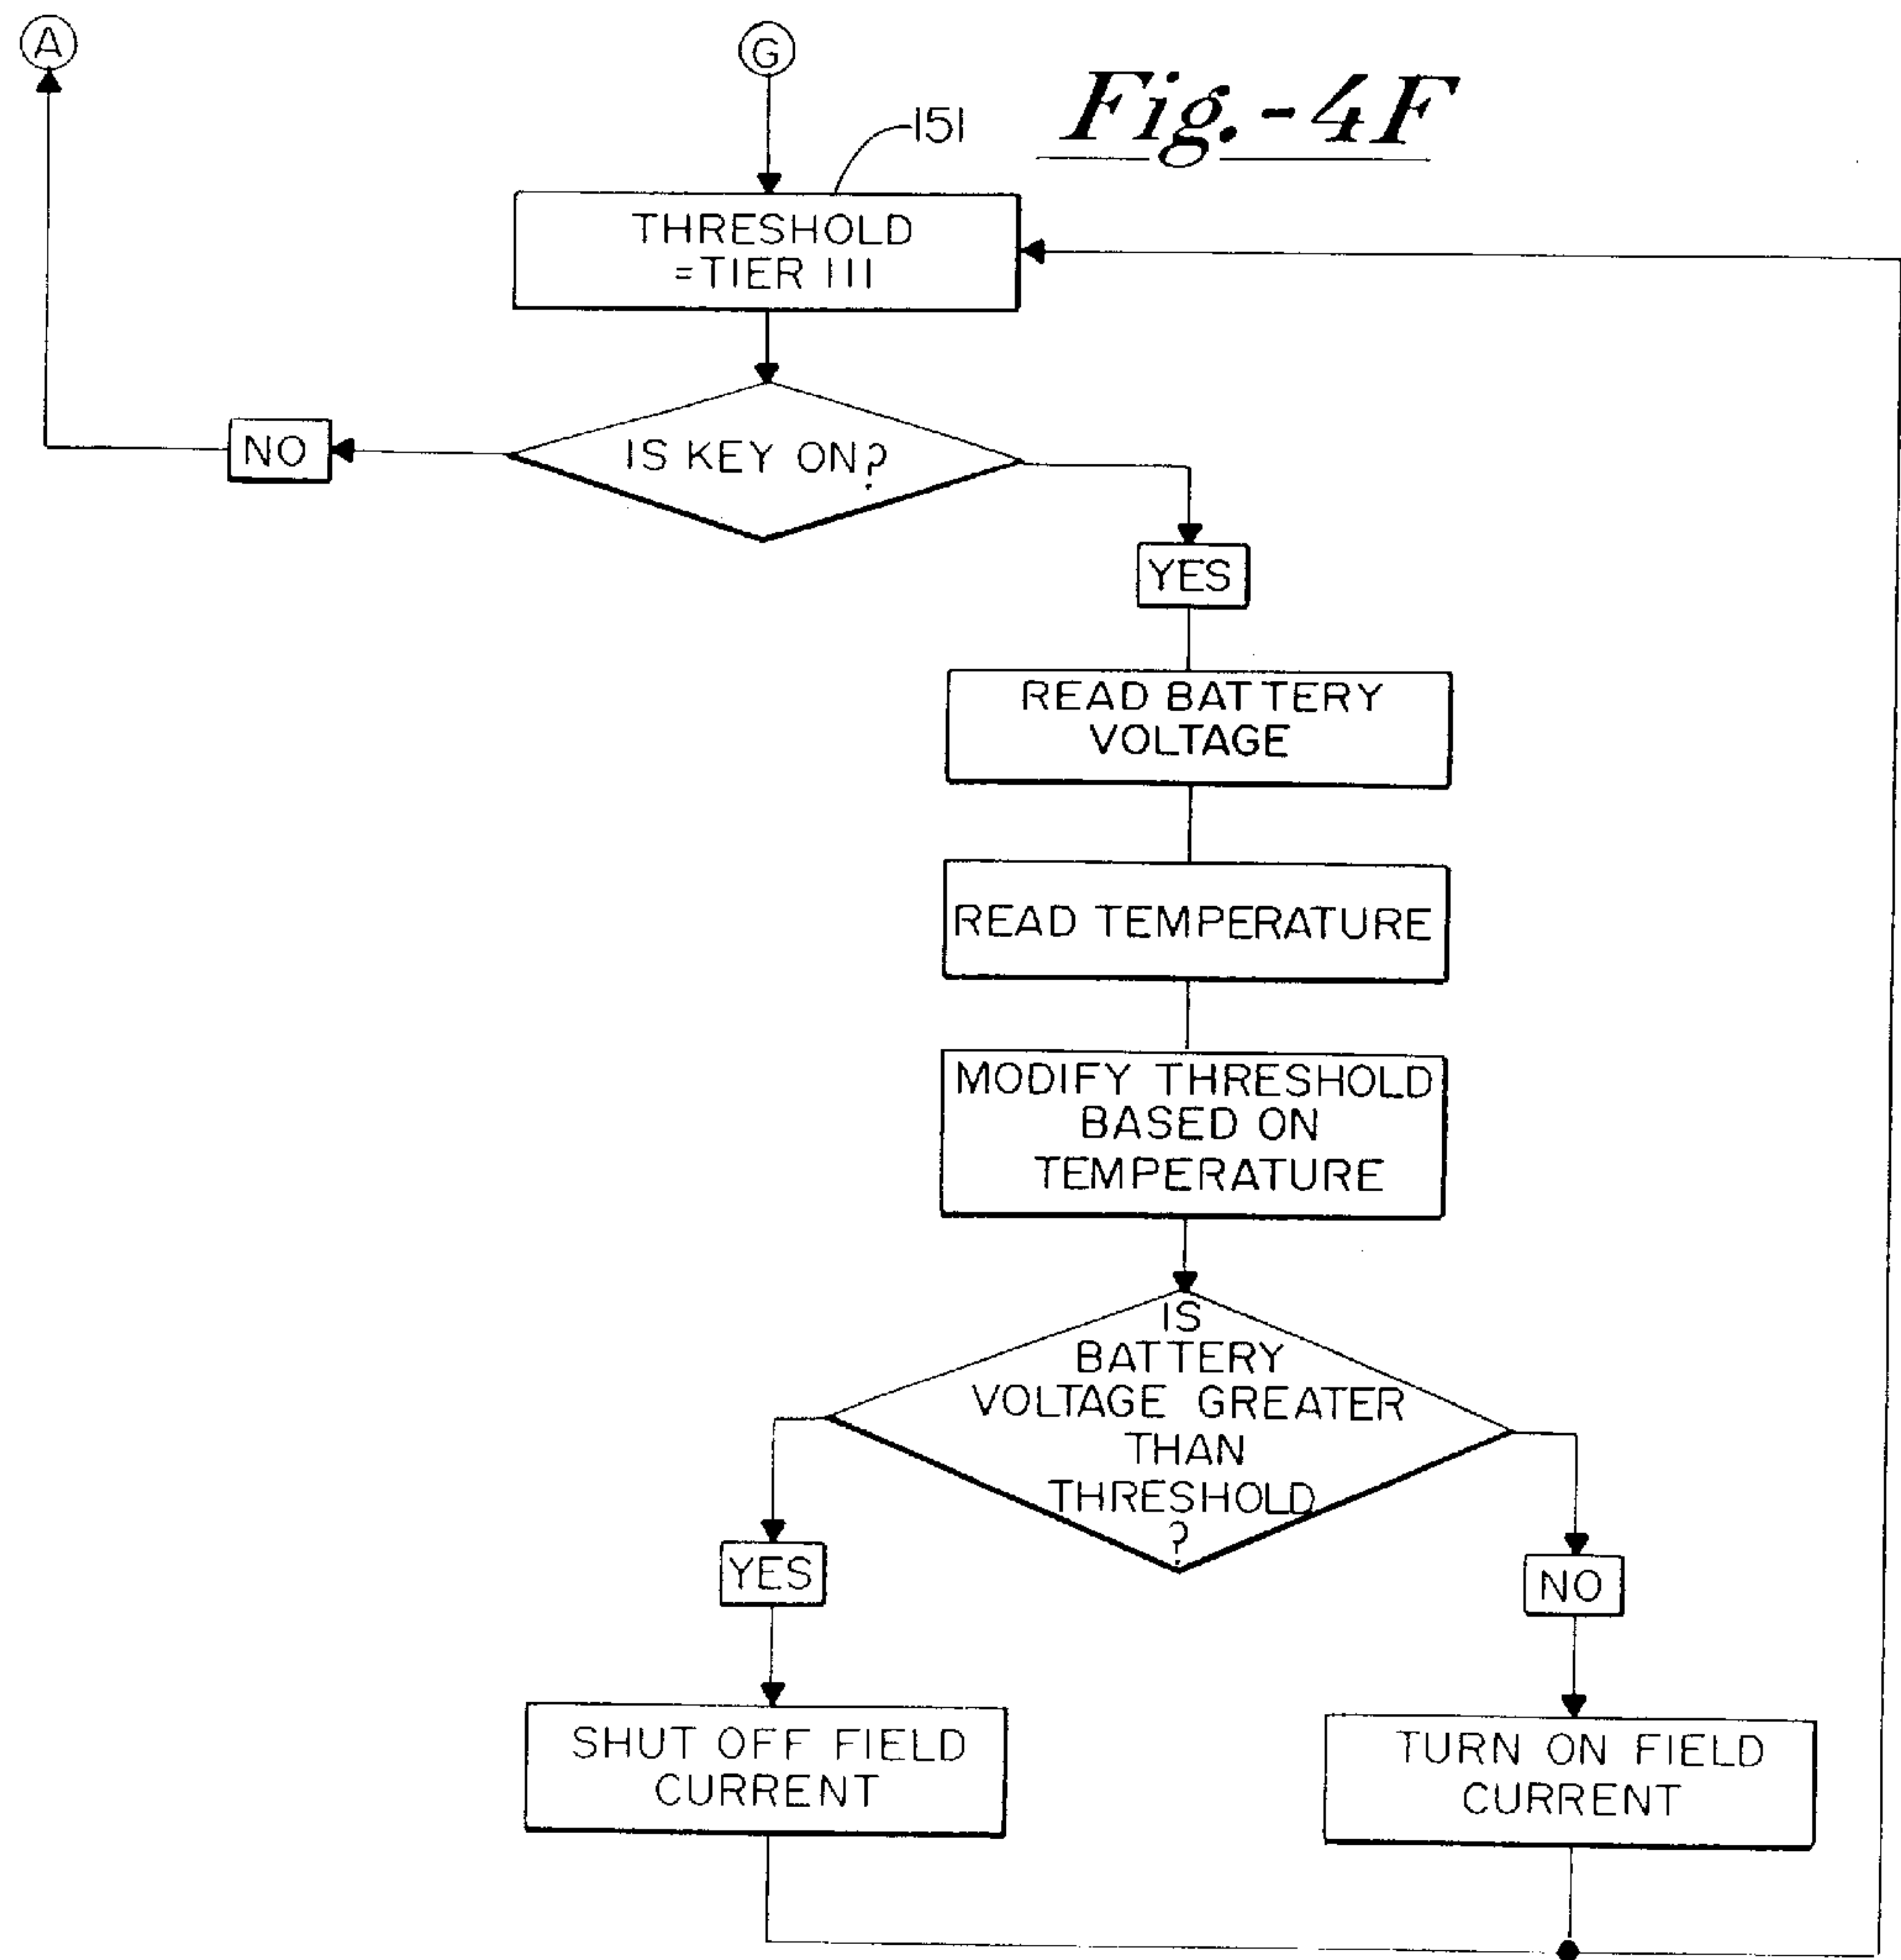 A
G
Fig.-4F
151
THRESHOLD
=TIER III
IS KEY ON?
NO
YES
READ BATTERY
VOLTAGE
READ TEMPERATURE
MODIFY THRESHOLD
BASED ON
TEMPERATURE
IS
BATTERY
VOLTAGE GREATER
THAN
THRESHOLD
?
YES
NO
SHUT OFF FIELD
CURRENT
TURN ON FIELD
CURRENT